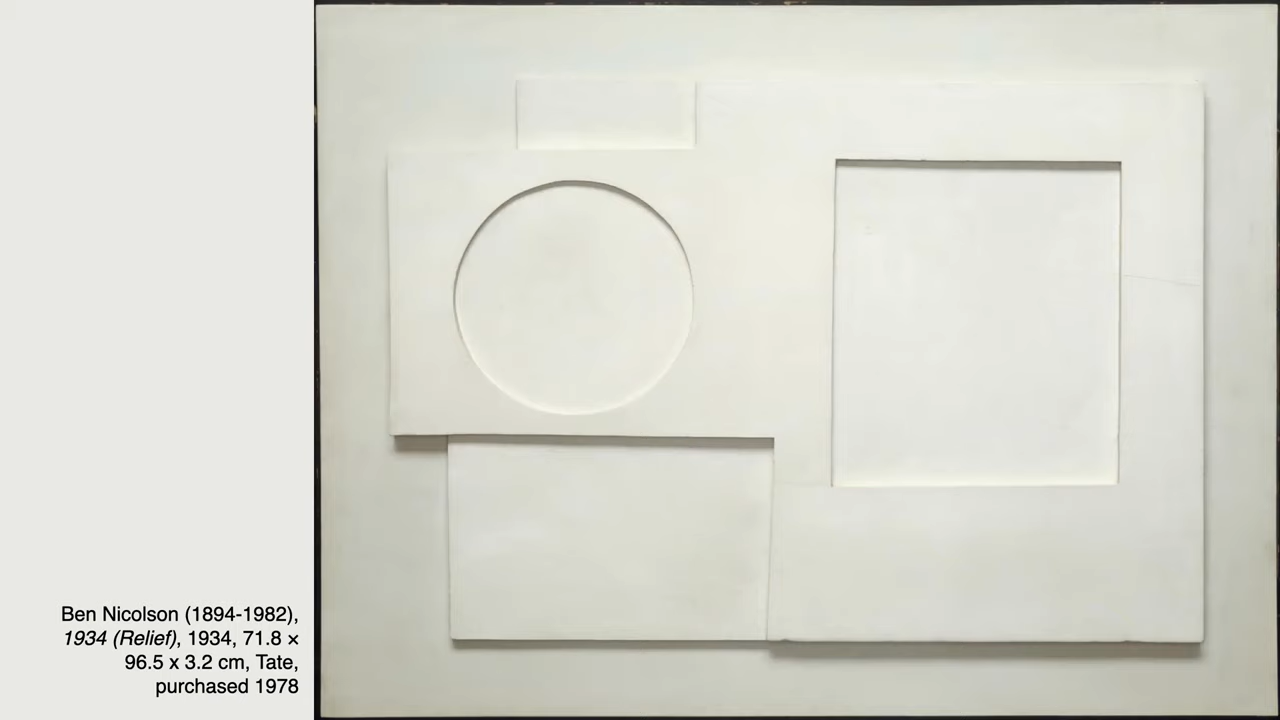 Ben Nicolson (1894-1982),
1934 (Relief), 1934, 71.8 ×
96.5 x 3.2 cm, Tate,
purchased 1978